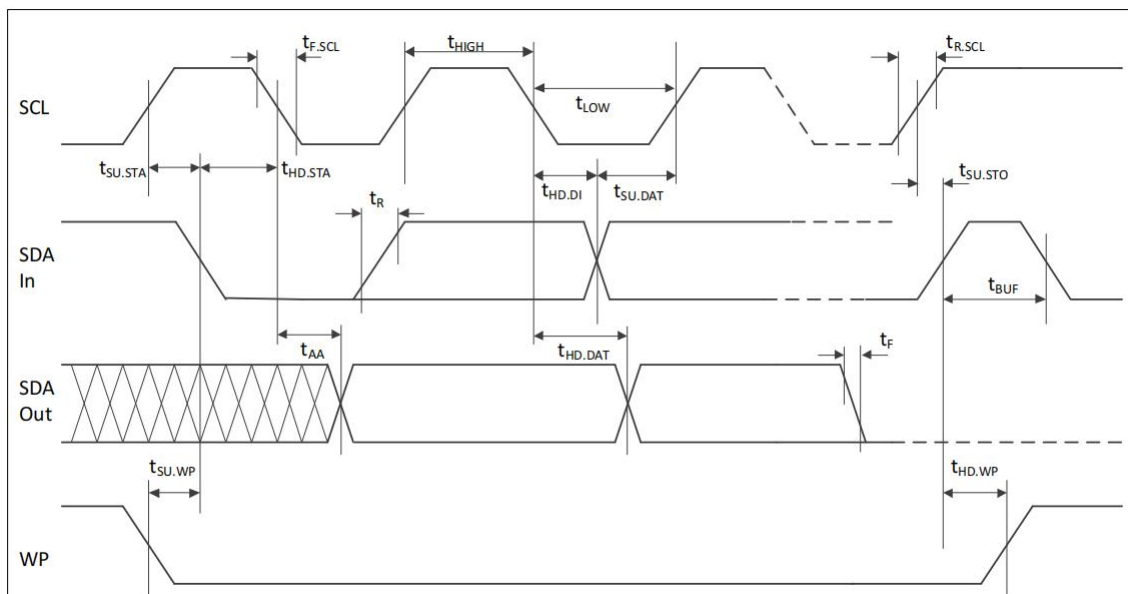 tF.SCL
tHIGH
tR.SCL
SCL
tLOW
tSU.STA
tHD.STA
tHD.DI
tSU.DAT
tSU.STO
tR
SDA
In
tBUF
tAA
tHD.DAT
tF
SDA
Out
tSU.WP
tHD.WP
WP